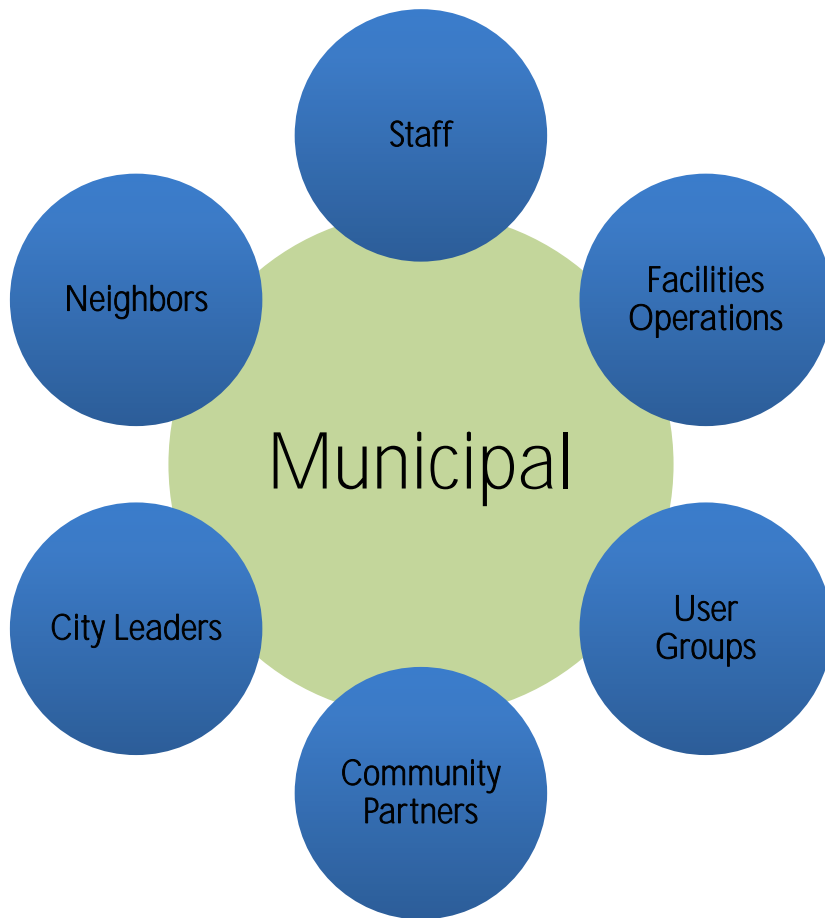 Staff
Neighbors
Facilities
Operations
Municipal
City Leaders
User
Groups
Community
Partners